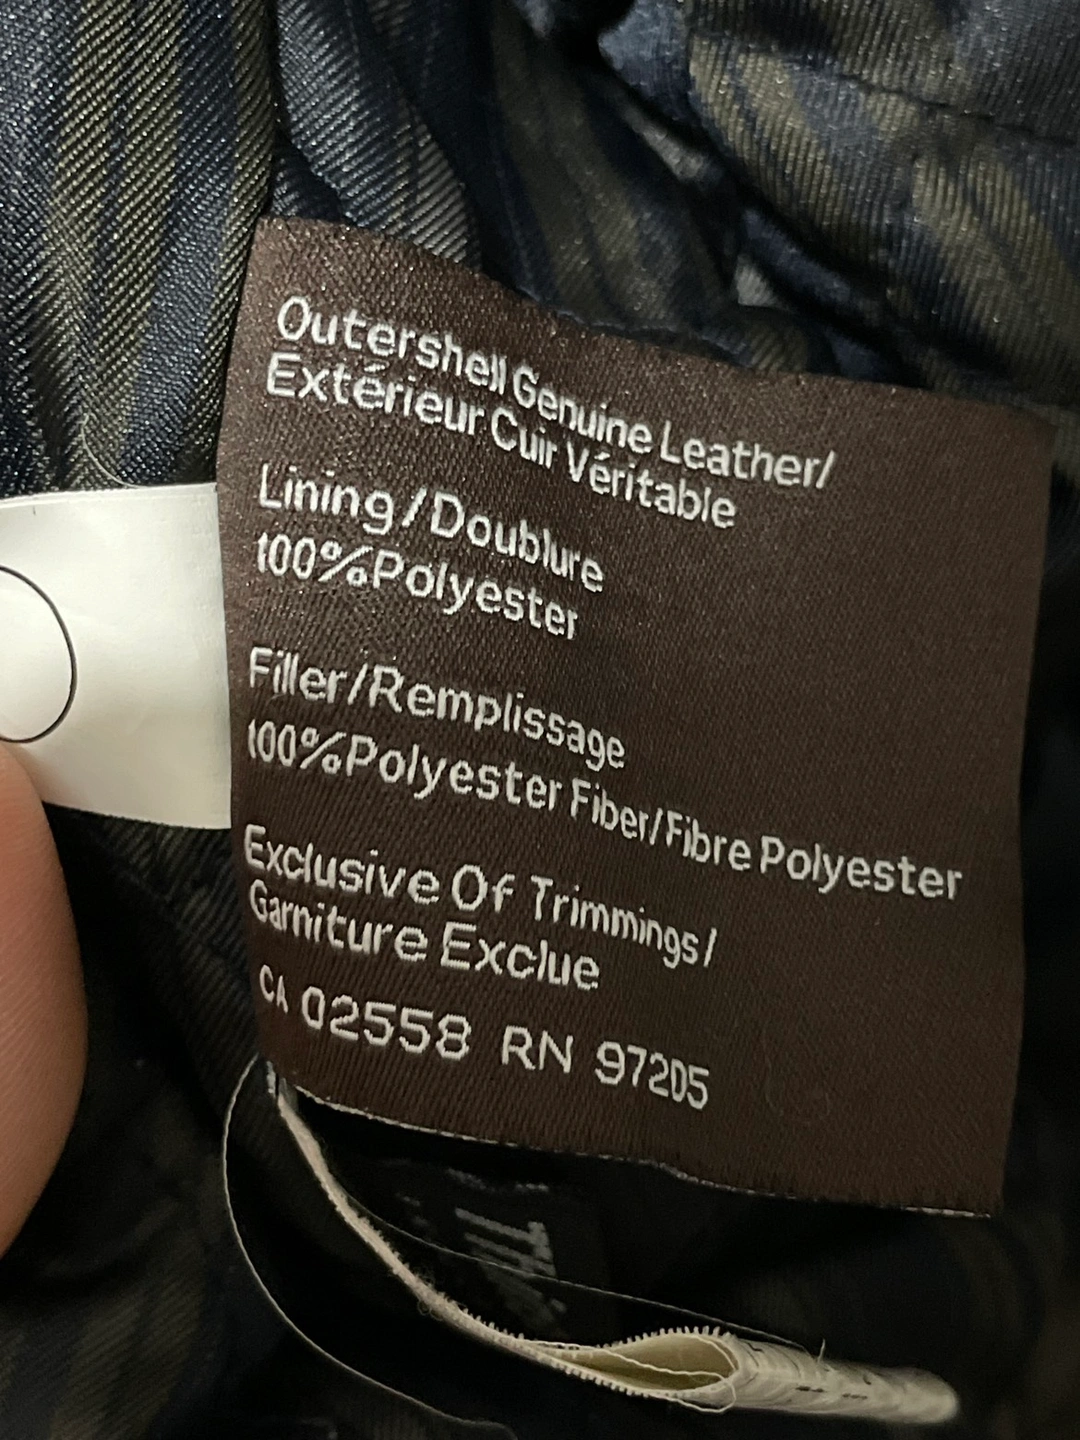 Outershell Genuine Leather/
Extérieur Cuir Véritable
Lining/Doublure
100%Polyester
Filler/Remplissage
100%Polyester Fiber/Fibre Polyester
Exclusive Of Trimmings/
Garniture Exclue
CA 02558 RN 97205